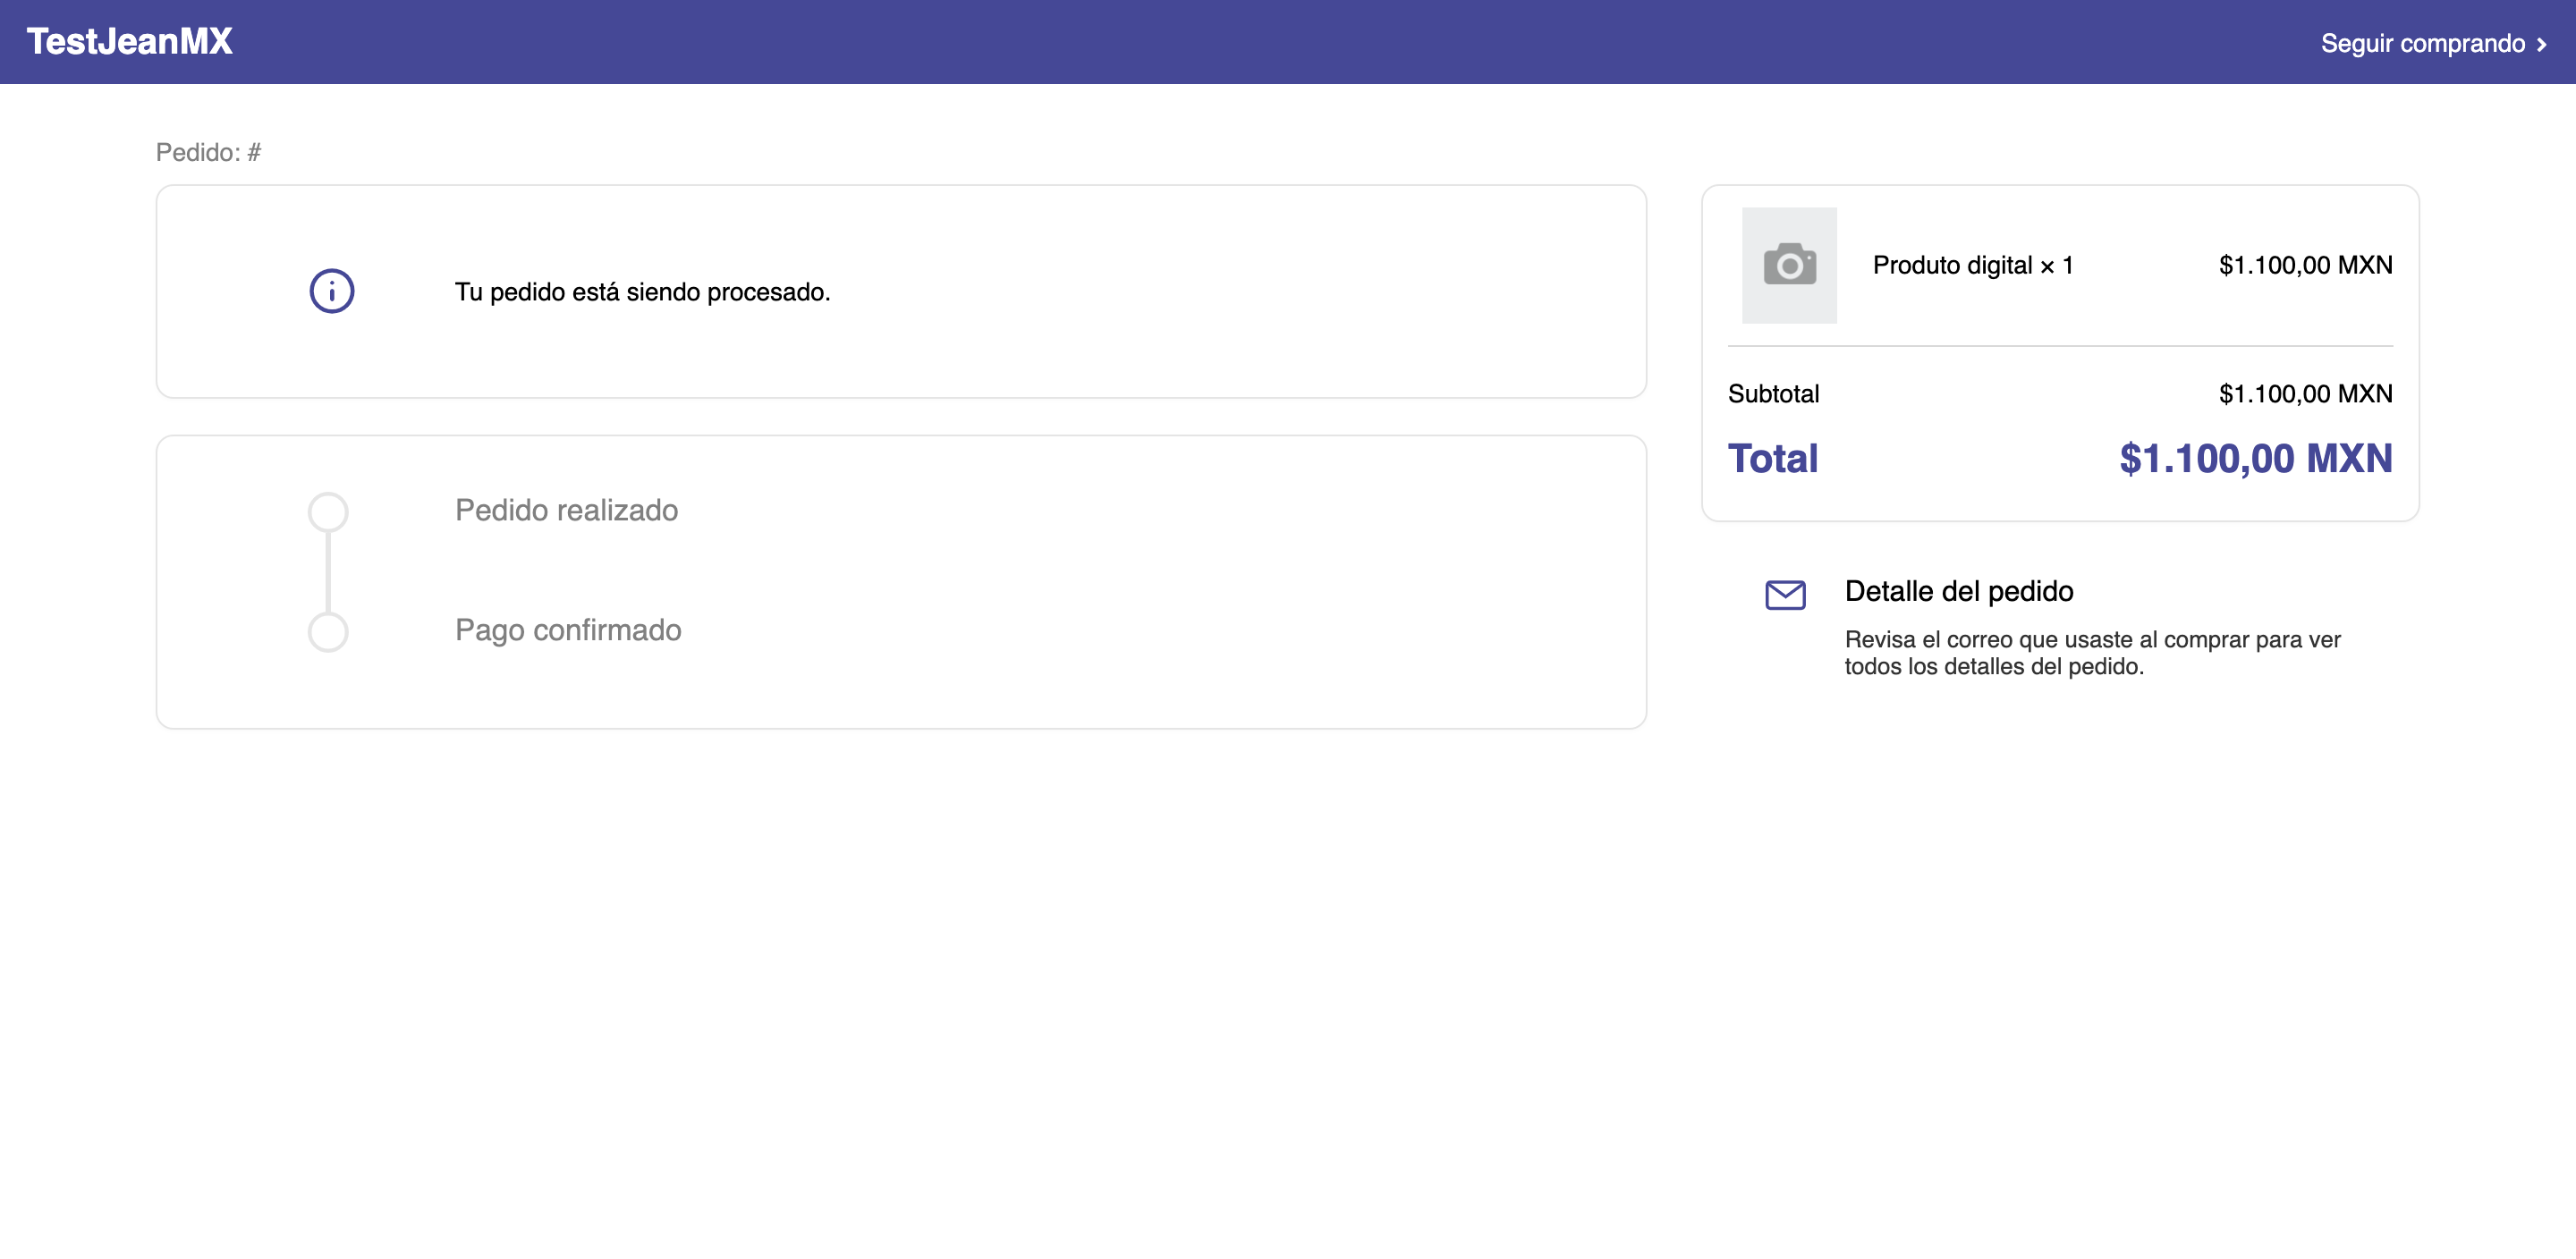 TestJeanMX
Seguir comprando
Pedido: #
Tu pedido está siendo procesado.
Pedido realizado
Pago confirmado
Produto digital × 1 $1.100,00 MXN
Subtotal $1.100,00 MXN
Total $1.100,00 MXN
Detalle del pedido
Revisa el correo que usaste al comprar para ver
todos los detalles del pedido.